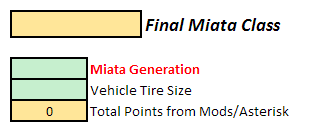 Final Miata Class
Miata Generation
Vehicle Tire Size
0 Total Points from Mods/Asterisk